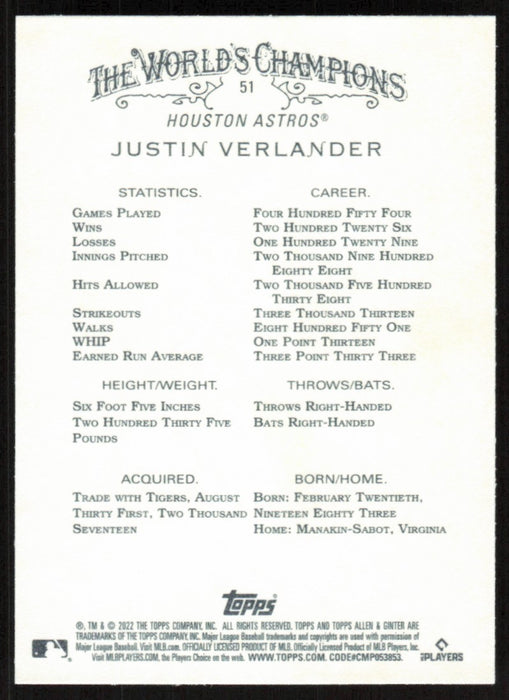 THE WORLD'S CHAMPIONS
51
HOUSTON ASTROS®
JUSTIN VERLANDER
STATISTICS. CAREER.
GAMES PLAYED FOUR HUNDRED FIFTY FOUR
WINS TWO HUNDRED TWENTY SIX
LOSSES ONE HUNDRED TWENTY NINE
INNINGS PITCHED TWO THOUSAND NINE HUNDRED
EIGHTY EIGHT
HITS ALLOWED TWO THOUSAND FIVE HUNDRED
THIRTY EIGHT
STRIKEOUTS THREE THOUSAND THIRTEEN
WALKS EIGHT HUNDRED FIFTY ONE
WHIP ONE POINT THIRTEEN
EARNED RUN AVERAGE THREE POINT THIRTY THREE
HEIGHT/WEIGHT. THROWS/BATS.
SIX FOOT FIVE INCHES THROWS RIGHT-HANDED
TWO HUNDRED THIRTY FIVE BATS RIGHT-HANDED
POUNDS
ACQUIRED. BORN/HOME.
TRADE WITH TIGERS, AUGUST BORN: FEBRUARY TWENTIETH,
THIRTY FIRST, TWO THOUSAND NINETEEN EIGHTY THREE
SEVENTEEN HOME: MANAKIN-SABOT, VIRGINIA
Topps
®, TM & © 2022 THE TOPPS COMPANY, INC. ALL RIGHTS RESERVED. TOPPS AND TOPPS ALLEN & GINTER ARE
TRADEMARKS OF THE TOPPS COMPANY, INC. Major League Baseball trademarks and copyrights are used with permission of
Major League Baseball. Visit MLB.com. OFFICIALLY LICENSED PRODUCT OF MLB. Officially Licensed Product of MLB Players, Inc.
Visit MLBPLAYERS.COM, the Players Choice on the web. WWW.TOPPS.COM. CODE#CMP053853.
PLAYERS